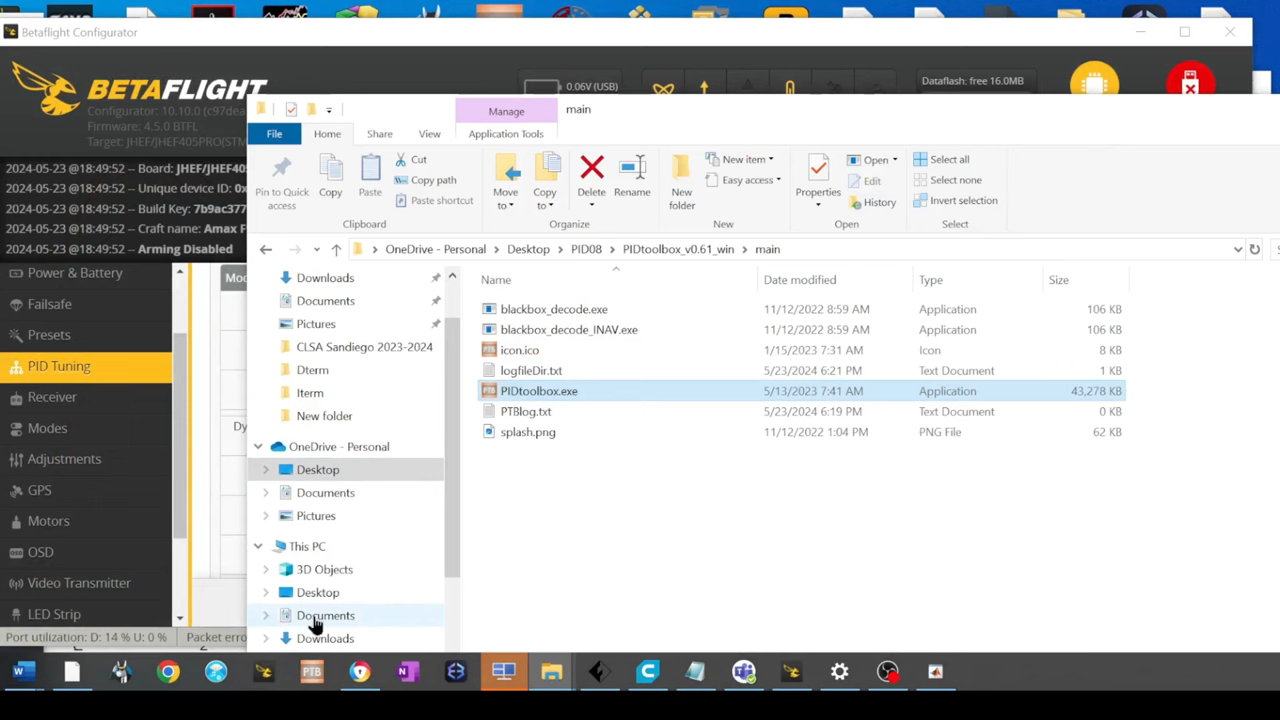 Betaflight Configurator
BETAFLIGHT
Configurator: 10.10.0 (c97dea
Firmware: 4.5.0 BTFL
Target: JHEF/JHEF405PRO(STM
0.06V (USB)
Dataflash: free 16.0MB
2024-05-23 @18:49:52 -- Board: JHEF/JHEF405
2024-05-23 @18:49:52 -- Unique device ID: 0x
2024-05-23 @18:49:52 -- Build Key: 7b9ac377
2024-05-23 @18:49:52 -- Craft name: Amax F
2024-05-23 @18:49:52 -- Arming Disabled
Power & Battery
Failsafe
Presets
PID Tuning
Receiver
Modes
Adjustments
GPS
Motors
OSD
Video Transmitter
LED Strip
Port utilization: D: 14 % U: 0 %
Packet erro
Mod
Dy
Manage
main
File
Home
Share
View
Application Tools
Pin to Quick access
Copy
Paste
Cut
Copy path
Paste shortcut
Clipboard
Move to
Copy to
Delete
Rename
Organize
New folder
New item
Easy access
New
Properties
Open
Edit
History
Open
Select all
Select none
Invert selection
Select
OneDrive - Personal
Desktop
PID08
PIDtoolbox_v0.61_win
main
Downloads
Documents
Pictures
CLSA Sandiego 2023-2024
Dterm
Iterm
New folder
OneDrive - Personal
Desktop
Documents
Pictures
This PC
3D Objects
Desktop
Documents
Downloads
Name Date modified Type Size
blackbox_decode.exe 11/12/2022 8:59 AM Application 106 KB
blackbox_decode_INAV.exe 11/12/2022 8:59 AM Application 106 KB
icon.ico 1/15/2023 7:31 AM Icon 8 KB
logfileDir.txt 5/23/2024 6:21 PM Text Document 1 KB
PIDtoolbox.exe 5/13/2023 7:41 AM Application 43,278 KB
PTBlog.txt 5/23/2024 6:19 PM Text Document 0 KB
splash.png 11/12/2022 1:04 PM PNG File 62 KB
PTB